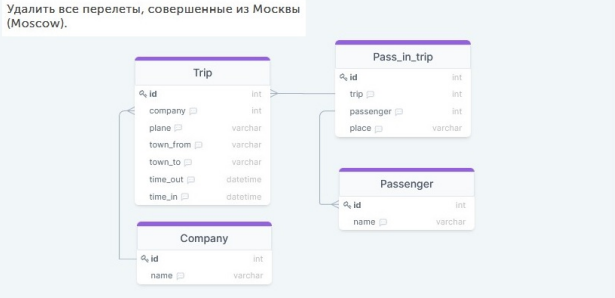 Удалить все перелеты, совершенные из Москвы
(Moscow).
Trip
id int
company int
plane varchar
town_from varchar
town_to varchar
time_out datetime
time_in datetime
Pass_in_trip
id int
trip int
passenger int
place varchar
Passenger
id int
name varchar
Company
id int
name varchar